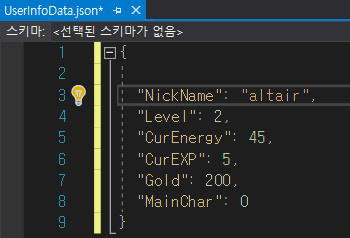 UserInfoData.json*
스키마: <선택된 스키마가 없음>
1 {
2
3 "NickName": "altair",
4 "Level": 2,
5 "CurEnergy": 45,
6 "CurEXP": 5,
7 "Gold": 200,
8 "MainChar": 0
9 }